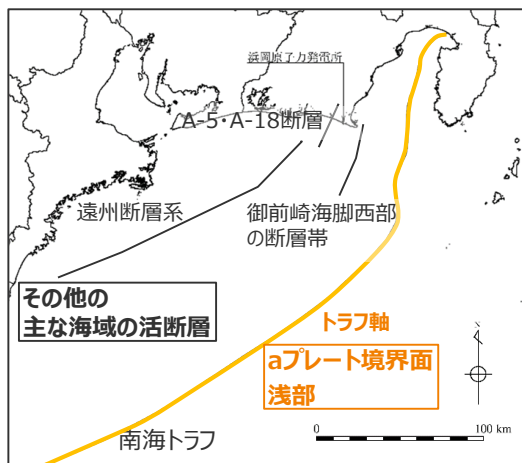 浜岡原子力発電所
A-5・A-18断層
遠州断層系
御前崎海脚西部
の断層帯
その他の
主な海域の活断層
トラフ軸
aプレート境界面
浅部
N
南海トラフ
0
100 km